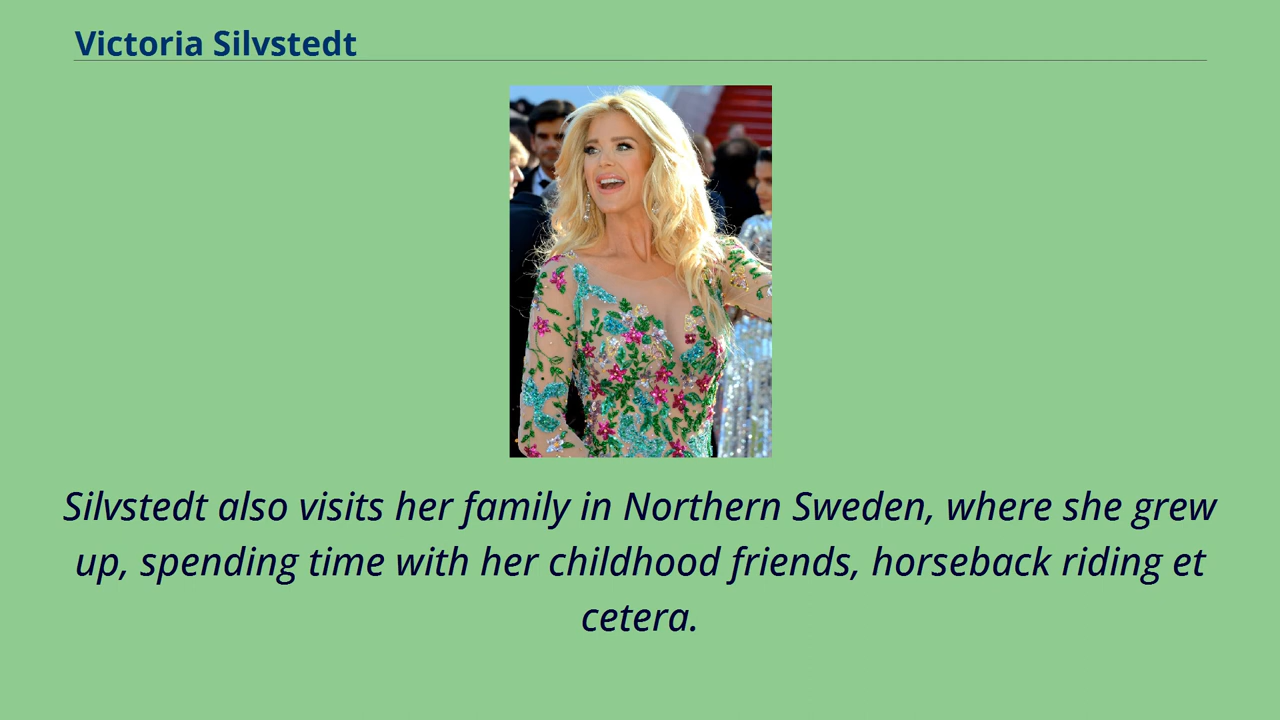 Victoria Silvstedt
Silvstedt also visits her family in Northern Sweden, where she grew
up, spending time with her childhood friends, horseback riding et
cetera.